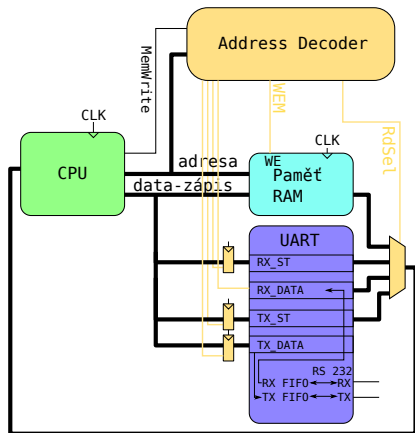 Address Decoder
MemWrite
WEM
RdSel
CLK
CLK
CPU
adresa
data-zápis
WE
Paměť
RAM
UART
RX_ST
RX_DATA
TX_ST
TX_DATA
RS 232
RX FIFO RX
TX FIFO TX